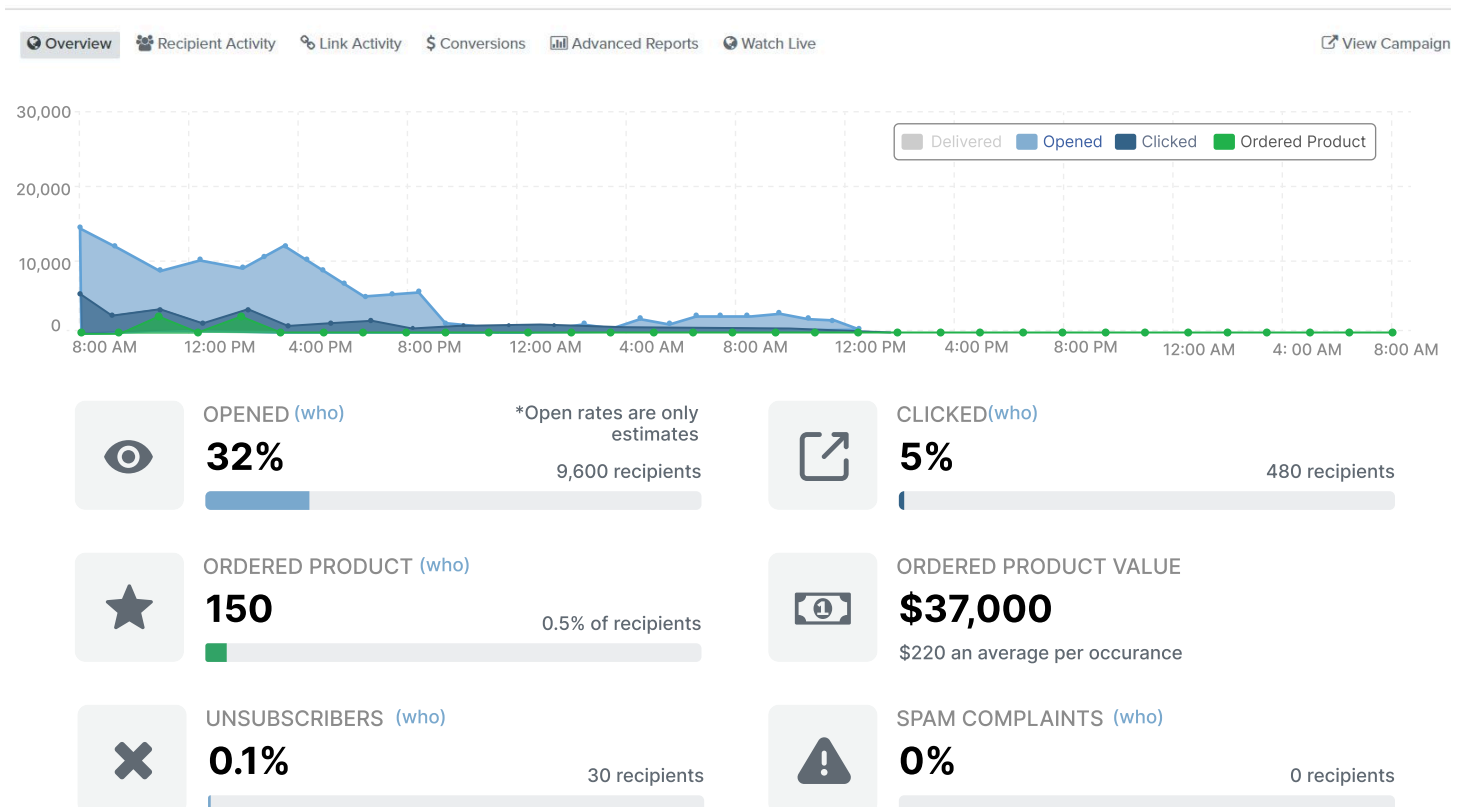 Overview
Recipient Activity
Link Activity
$ Conversions
Advanced Reports
Watch Live
View Campaign
30,000
20,000
10,000
0
Delivered
Opened
Clicked
Ordered Product
8:00 AM
12:00 PM
4:00 PM
8:00 PM
12:00 AM
4:00 AM
8:00 AM
12:00 PM
4:00 PM
8:00 PM
12:00 AM
4: 00 AM
8:00 AM
OPENED (who)
*Open rates are only
estimates
32%
9,600 recipients
CLICKED(who)
5%
480 recipients
ORDERED PRODUCT (who)
150
0.5% of recipients
ORDERED PRODUCT VALUE
1
$37,000
$220 an average per occurance
UNSUBSCRIBERS (who)
0.1%
30 recipients
SPAM COMPLAINTS (who)
0%
0 recipients